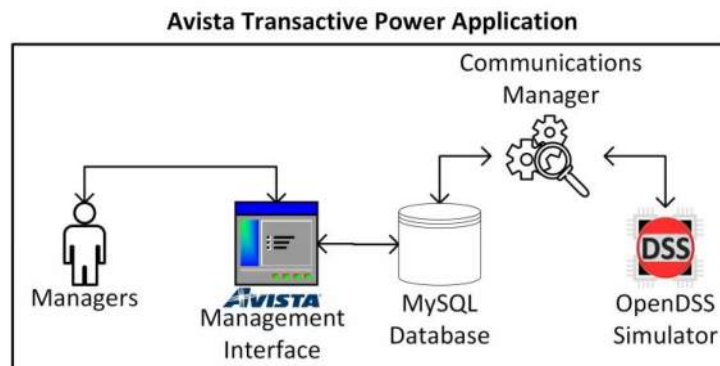 Avista Transactive Power Application
Communications
Manager
DSS
Managers
AVISTA
Management
Interface
MySQL
Database
OpenDSS
Simulator